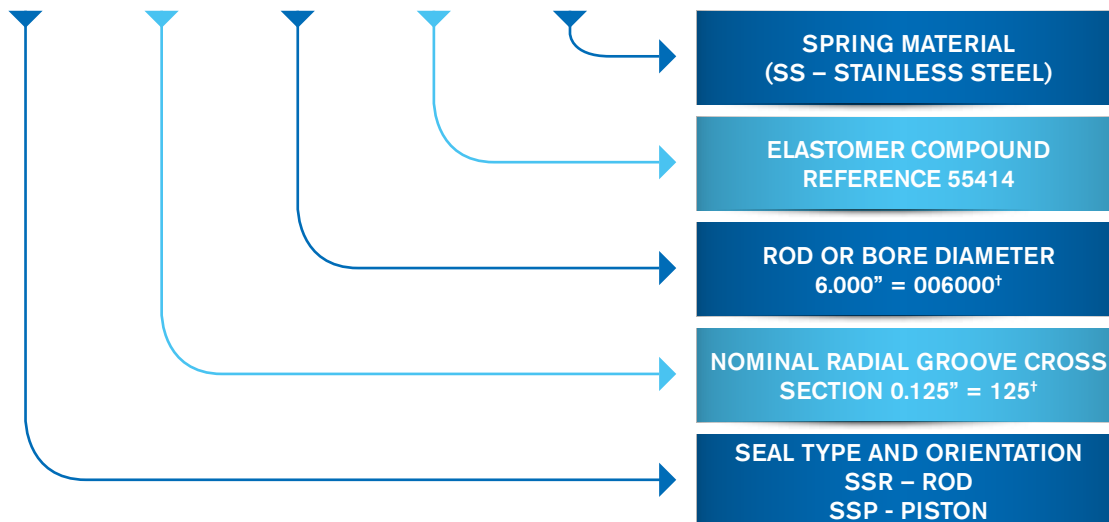 SPRING MATERIAL
(SS – STAINLESS STEEL)
ELASTOMER COMPOUND
REFERENCE 55414
ROD OR BORE DIAMETER
6.000” = 006000†
NOMINAL RADIAL GROOVE CROSS
SECTION 0.125” = 125†
SEAL TYPE AND ORIENTATION
SSR – ROD
SSP - PISTON